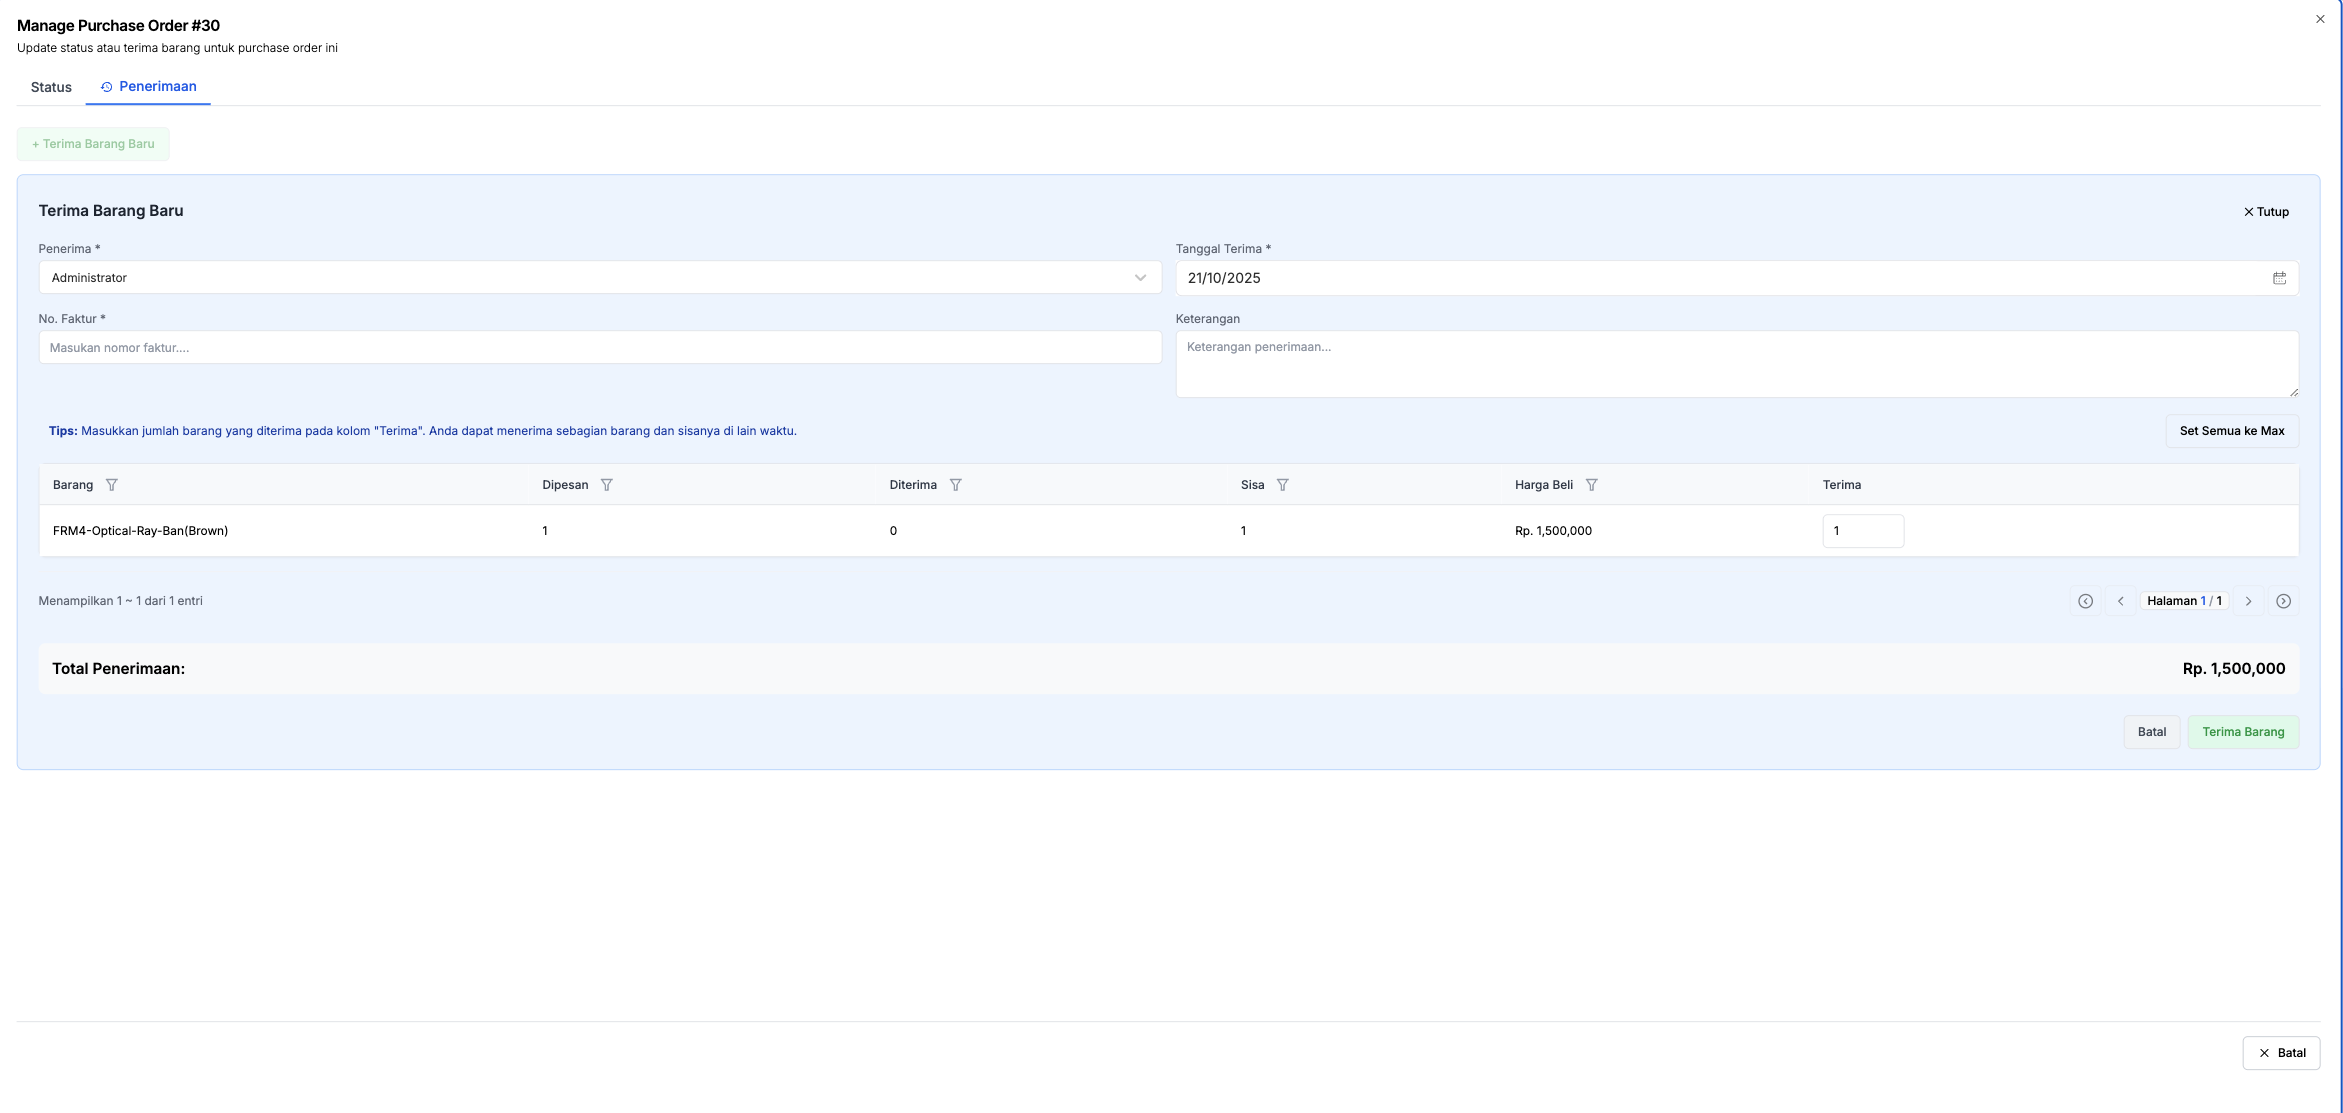 Manage Purchase Order #30
Update status atau terima barang untuk purchase order ini
Status Penerimaan
+ Terima Barang Baru
Terima Barang Baru
Tutup
Penerima * Tanggal Terima *
Administrator 21/10/2025
No. Faktur * Keterangan
Masukan nomor faktur.... Keterangan penerimaan...
Tips: Masukkan jumlah barang yang diterima pada kolom "Terima". Anda dapat menerima sebagian barang dan sisanya di lain waktu. Set Semua ke Max
Barang Dipesan Diterima Sisa Harga Beli Terima
FRM4-Optical-Ray-Ban(Brown) 1 0 1 Rp. 1,500,000 1
Menampilkan 1 ~ 1 dari 1 entri Halaman 1 / 1
Total Penerimaan: Rp. 1,500,000
Batal Terima Barang
Batal